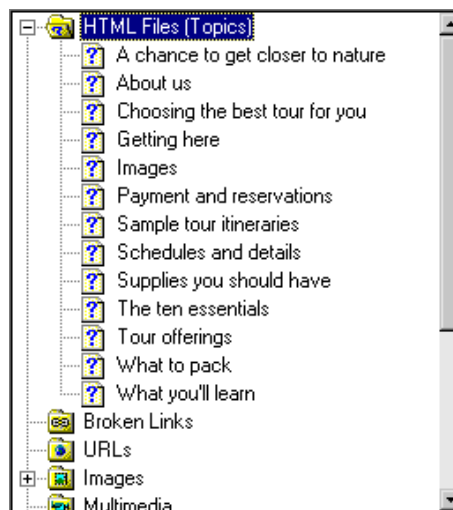 HTML Files (Topics)
A chance to get closer to nature
About us
Choosing the best tour for you
Getting here
Images
Payment and reservations
Sample tour itineraries
Schedules and details
Supplies you should have
The ten essentials
Tour offerings
What to pack
What you'll learn
Broken Links
URLs
Images
Multimedia